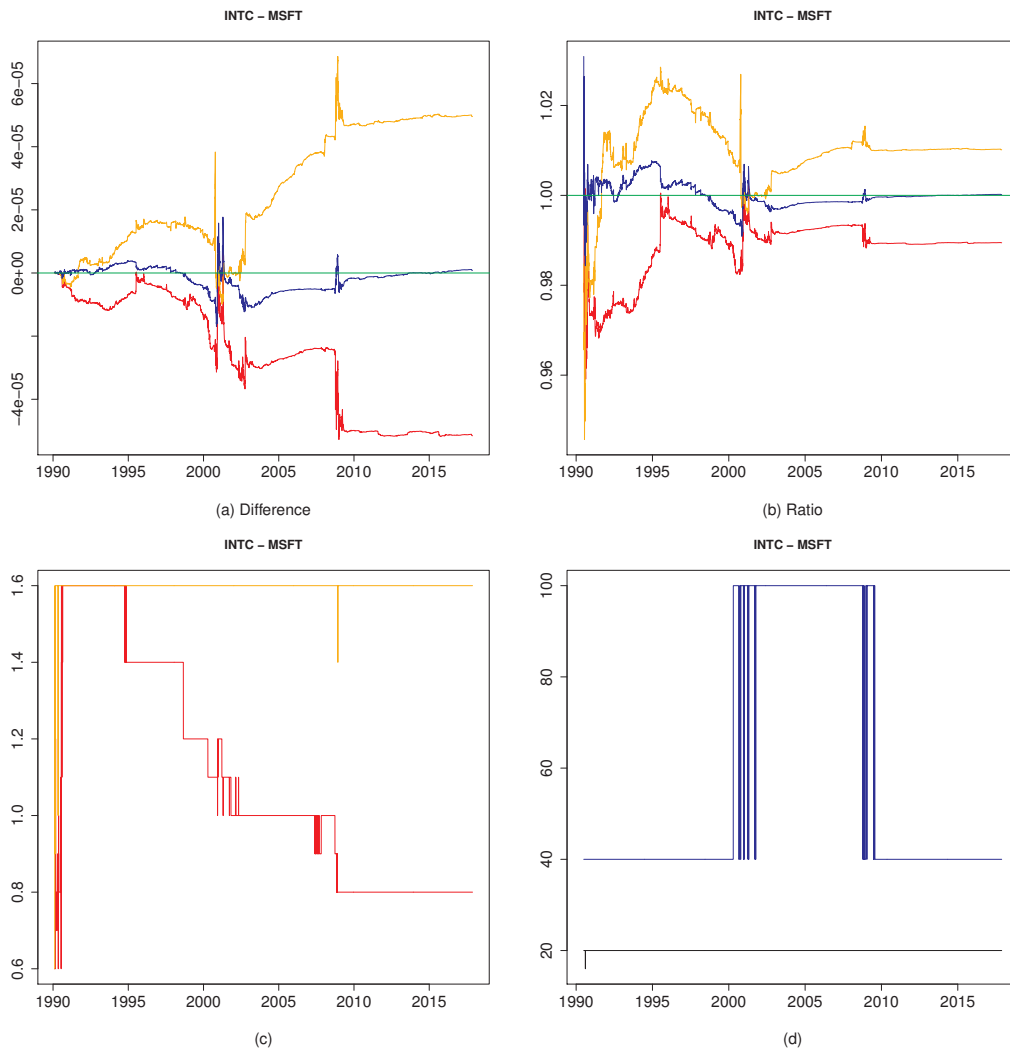 INTC − MSFT
6e−05
4e−05
2e−05
0e+00
−4e−05
1990 1995 2000 2005 2010 2015
(a) Difference
INTC − MSFT
1.02
1.00
0.98
0.96
1990 1995 2000 2005 2010 2015
(b) Ratio
INTC − MSFT
1.6
1.4
1.2
1.0
0.8
0.6
1990 1995 2000 2005 2010 2015
(c)
INTC − MSFT
100
80
60
40
20
1990 1995 2000 2005 2010 2015
(d)